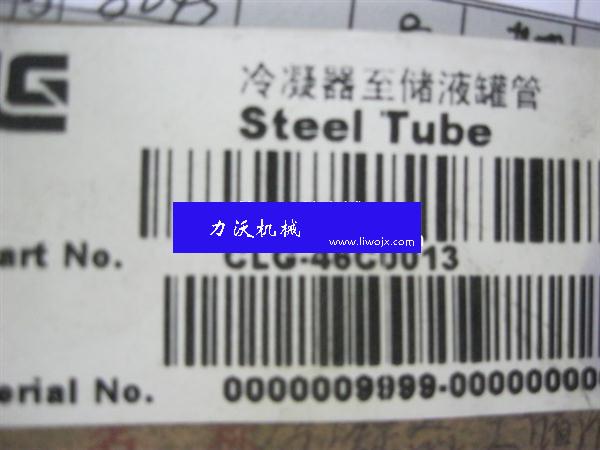 冷凝器至储液罐管
Steel Tube
力沃机械
www.liwojx.com
art No. CLG-46C0013
erial No. 0000009999-000000000